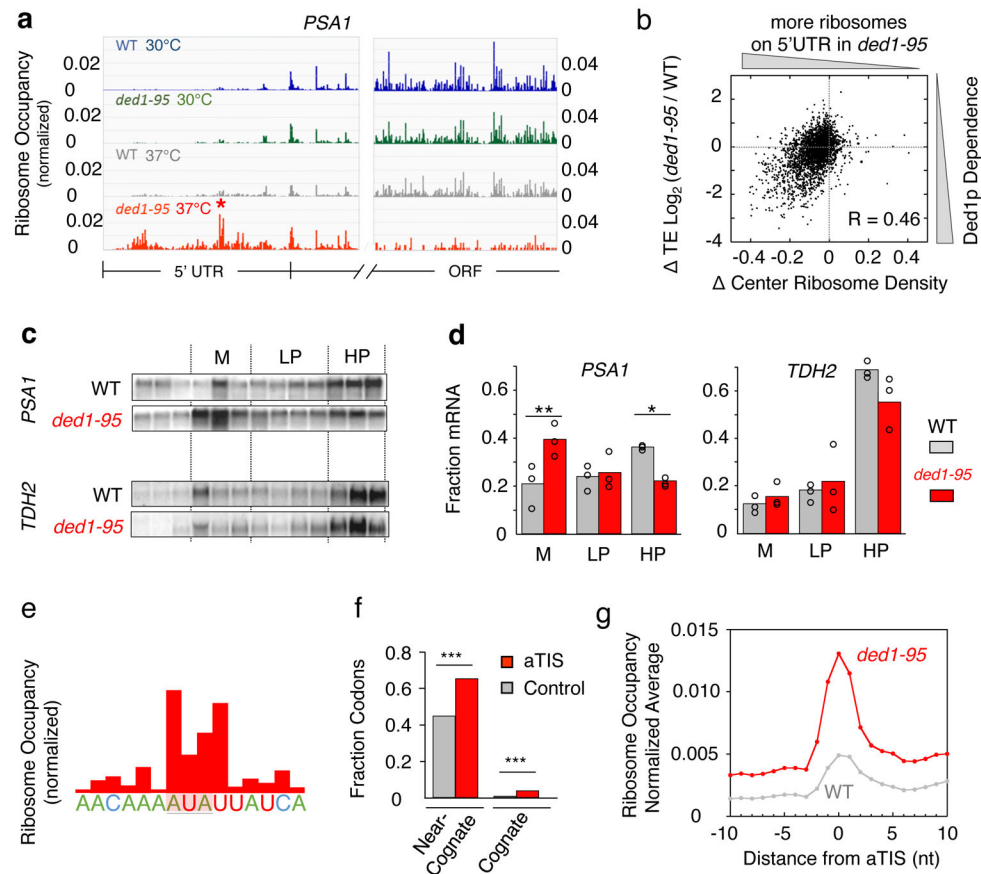 a
PSA1
Ribosome Occupancy
(normalized)
WT 30°C
0.02
0
0.04
0
ded1-95 30°C
0.02
0
0.04
0
WT 37°C
0.02
0
0.04
0
ded1-95 37°C
*
0.02
0
0.04
0
5' UTR
ORF
b
more ribosomes
on 5'UTR in ded1-95
Δ TE Log2 (ded1-95 / WT)
2
0
-2
-4
R = 0.46
-0.4 -0.2 0 0.2 0.4
Δ Center Ribosome Density
Ded1p Dependence
c
M LP HP
PSA1
WT
ded1-95
TDH2
WT
ded1-95
d
Fraction mRNA
PSA1
0.6
0.4
0.2
0
**
*
M LP HP
TDH2
0.6
0.4
0.2
0
M LP HP
WT
ded1-95
e
Ribosome Occupancy
(normalized)
AACAAAAUAUUAUCA
f
Fraction Codons
0.8
0.6
0.4
0.2
0
***
***
aTIS
Control
Near-
Cognate
Cognate
g
Ribosome Occupancy
Normalized Average
0.015
0.010
0.005
0
ded1-95
WT
-10 -5 0 5 10
Distance from aTIS (nt)